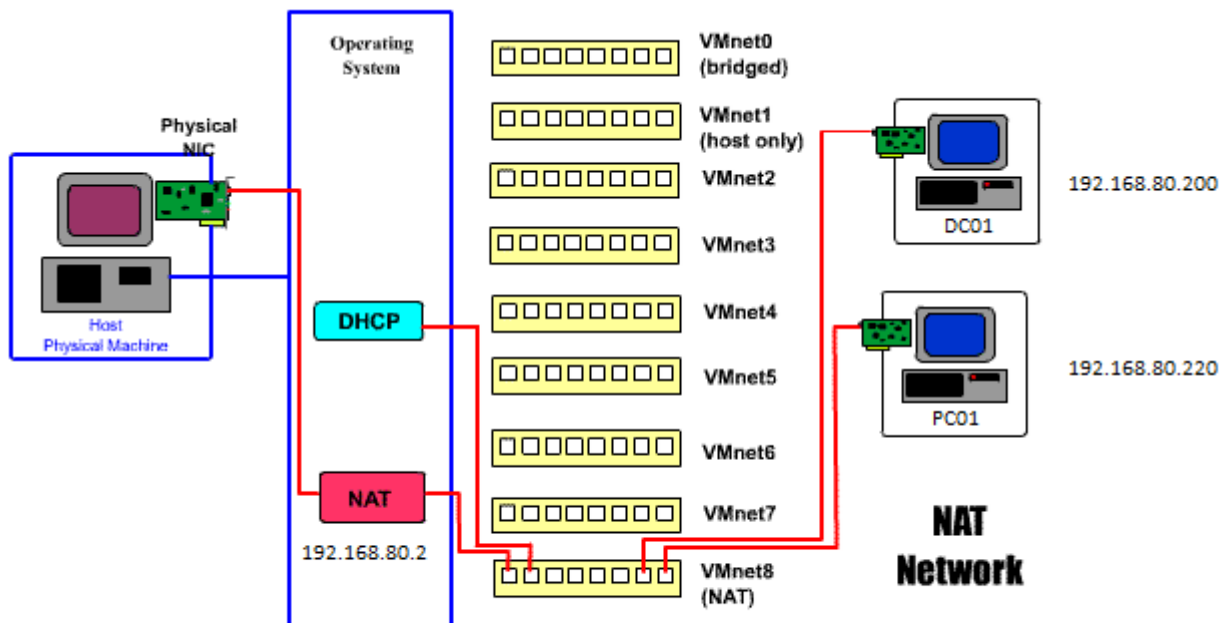 Operating
System
Physical
NIC
Host
Physical Machine
DHCP
NAT
192.168.80.2
VMnet0
(bridged)
VMnet1
(host only)
VMnet2
VMnet3
VMnet4
VMnet5
VMnet6
VMnet7
VMnet8
(NAT)
DC01
192.168.80.200
PC01
192.168.80.220
NAT
Network